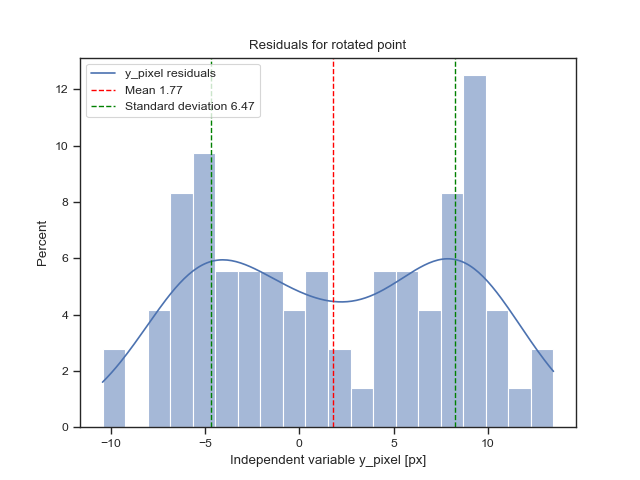 Residuals for rotated point
y_pixel residuals
Mean 1.77
Standard deviation 6.47
12
10
8
6
4
2
0
Percent
−10
−5
0
5
10
Independent variable y_pixel [px]